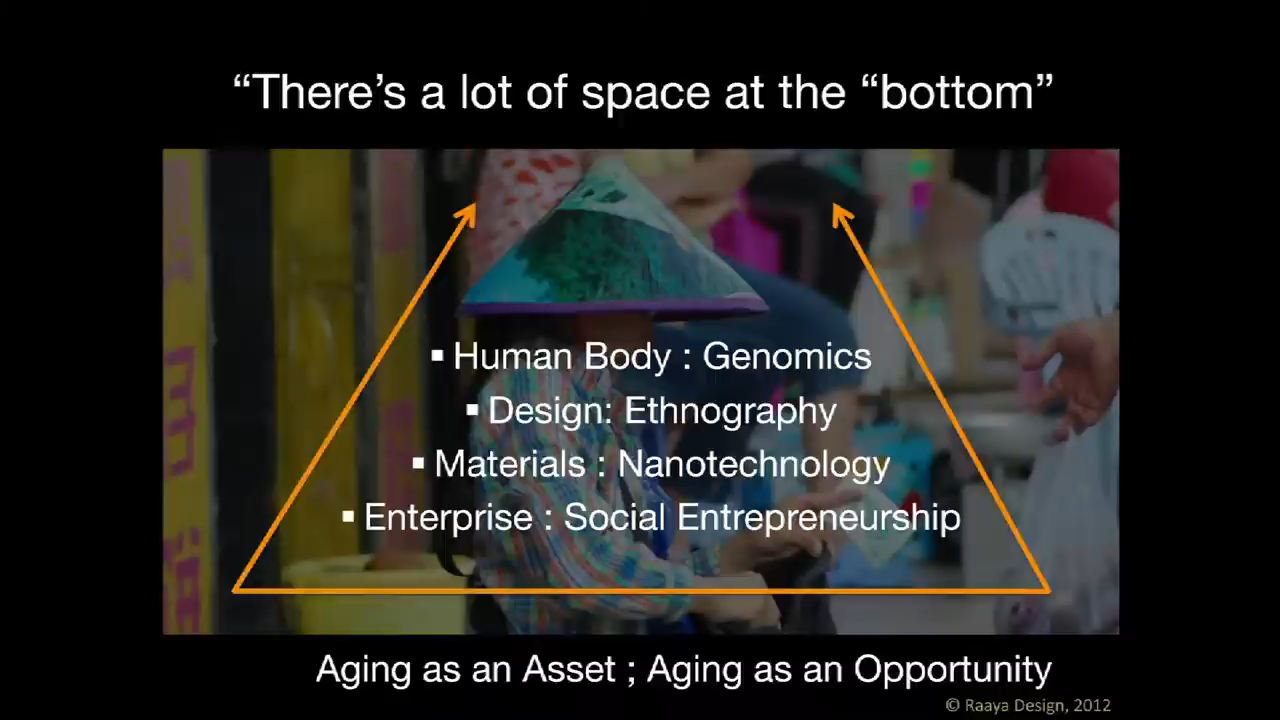 “There’s a lot of space at the “bottom”
▪ Human Body : Genomics
▪ Design: Ethnography
▪ Materials : Nanotechnology
▪ Enterprise : Social Entrepreneurship
Aging as an Asset ; Aging as an Opportunity
© Raaya Design, 2012